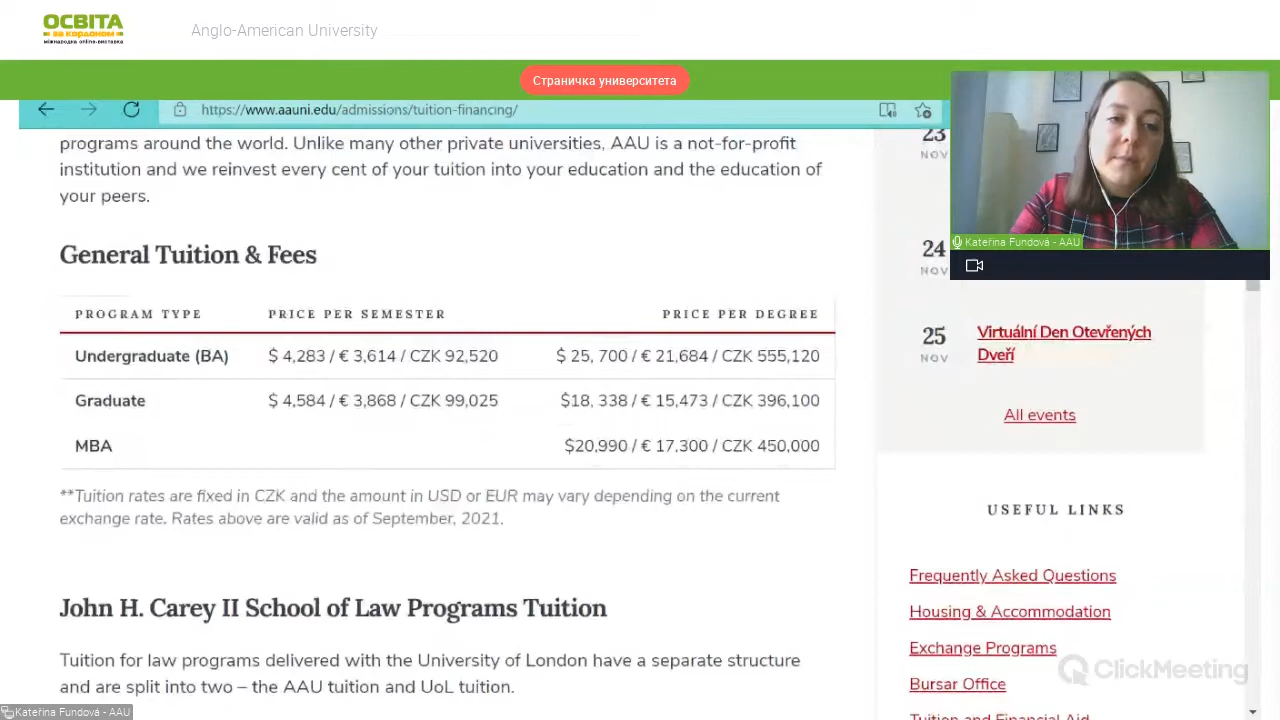 ОСВІТА
за кордоном
міжнародна online-виставка
Anglo-American University
Страничка университета
https://www.aauni.edu/admissions/tuition-financing/
programs around the world. Unlike many other private universities, AAU is a not-for-profit
institution and we reinvest every cent of your tuition into your education and the education of
your peers.
General Tuition & Fees
PROGRAM TYPE PRICE PER SEMESTER PRICE PER DEGREE
Undergraduate (BA) $ 4,283 / € 3,614 / CZK 92,520 $ 25, 700 / € 21,684 / CZK 555,120
Graduate $ 4,584 / € 3,868 / CZK 99,025 $18, 338 / € 15,473 / CZK 396,100
MBA $20,990 / € 17,300 / CZK 450,000
**Tuition rates are fixed in CZK and the amount in USD or EUR may vary depending on the current
exchange rate. Rates above are valid as of September, 2021.
John H. Carey II School of Law Programs Tuition
Tuition for law programs delivered with the University of London have a separate structure
and are split into two – the AAU tuition and UoL tuition.
Kateřina Fundová - AAU
23
NOV
24
NOV
25
NOV
Virtuální Den Otevřených
Dveří
All events
USEFUL LINKS
Frequently Asked Questions
Housing & Accommodation
Exchange Programs
Bursar Office
Tuition and Financial Aid
ClickMeeting
Kateřina Fundová - AAU